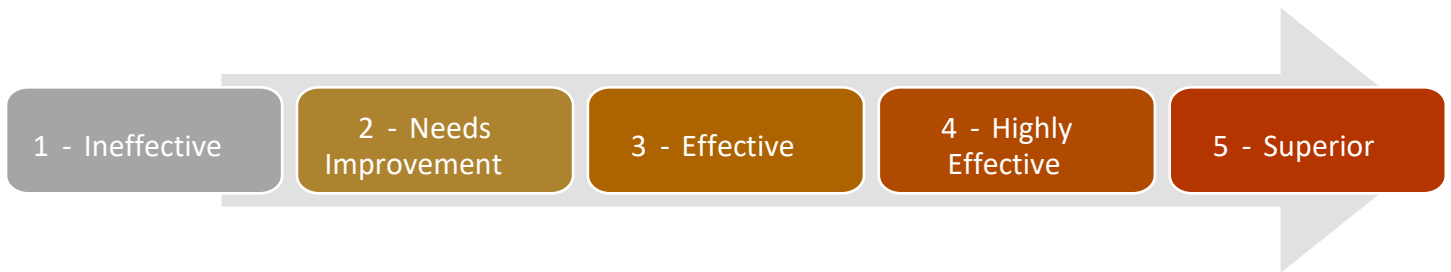 1 - Ineffective
2 - Needs
Improvement
3 - Effective
4 - Highly
Effective
5 - Superior